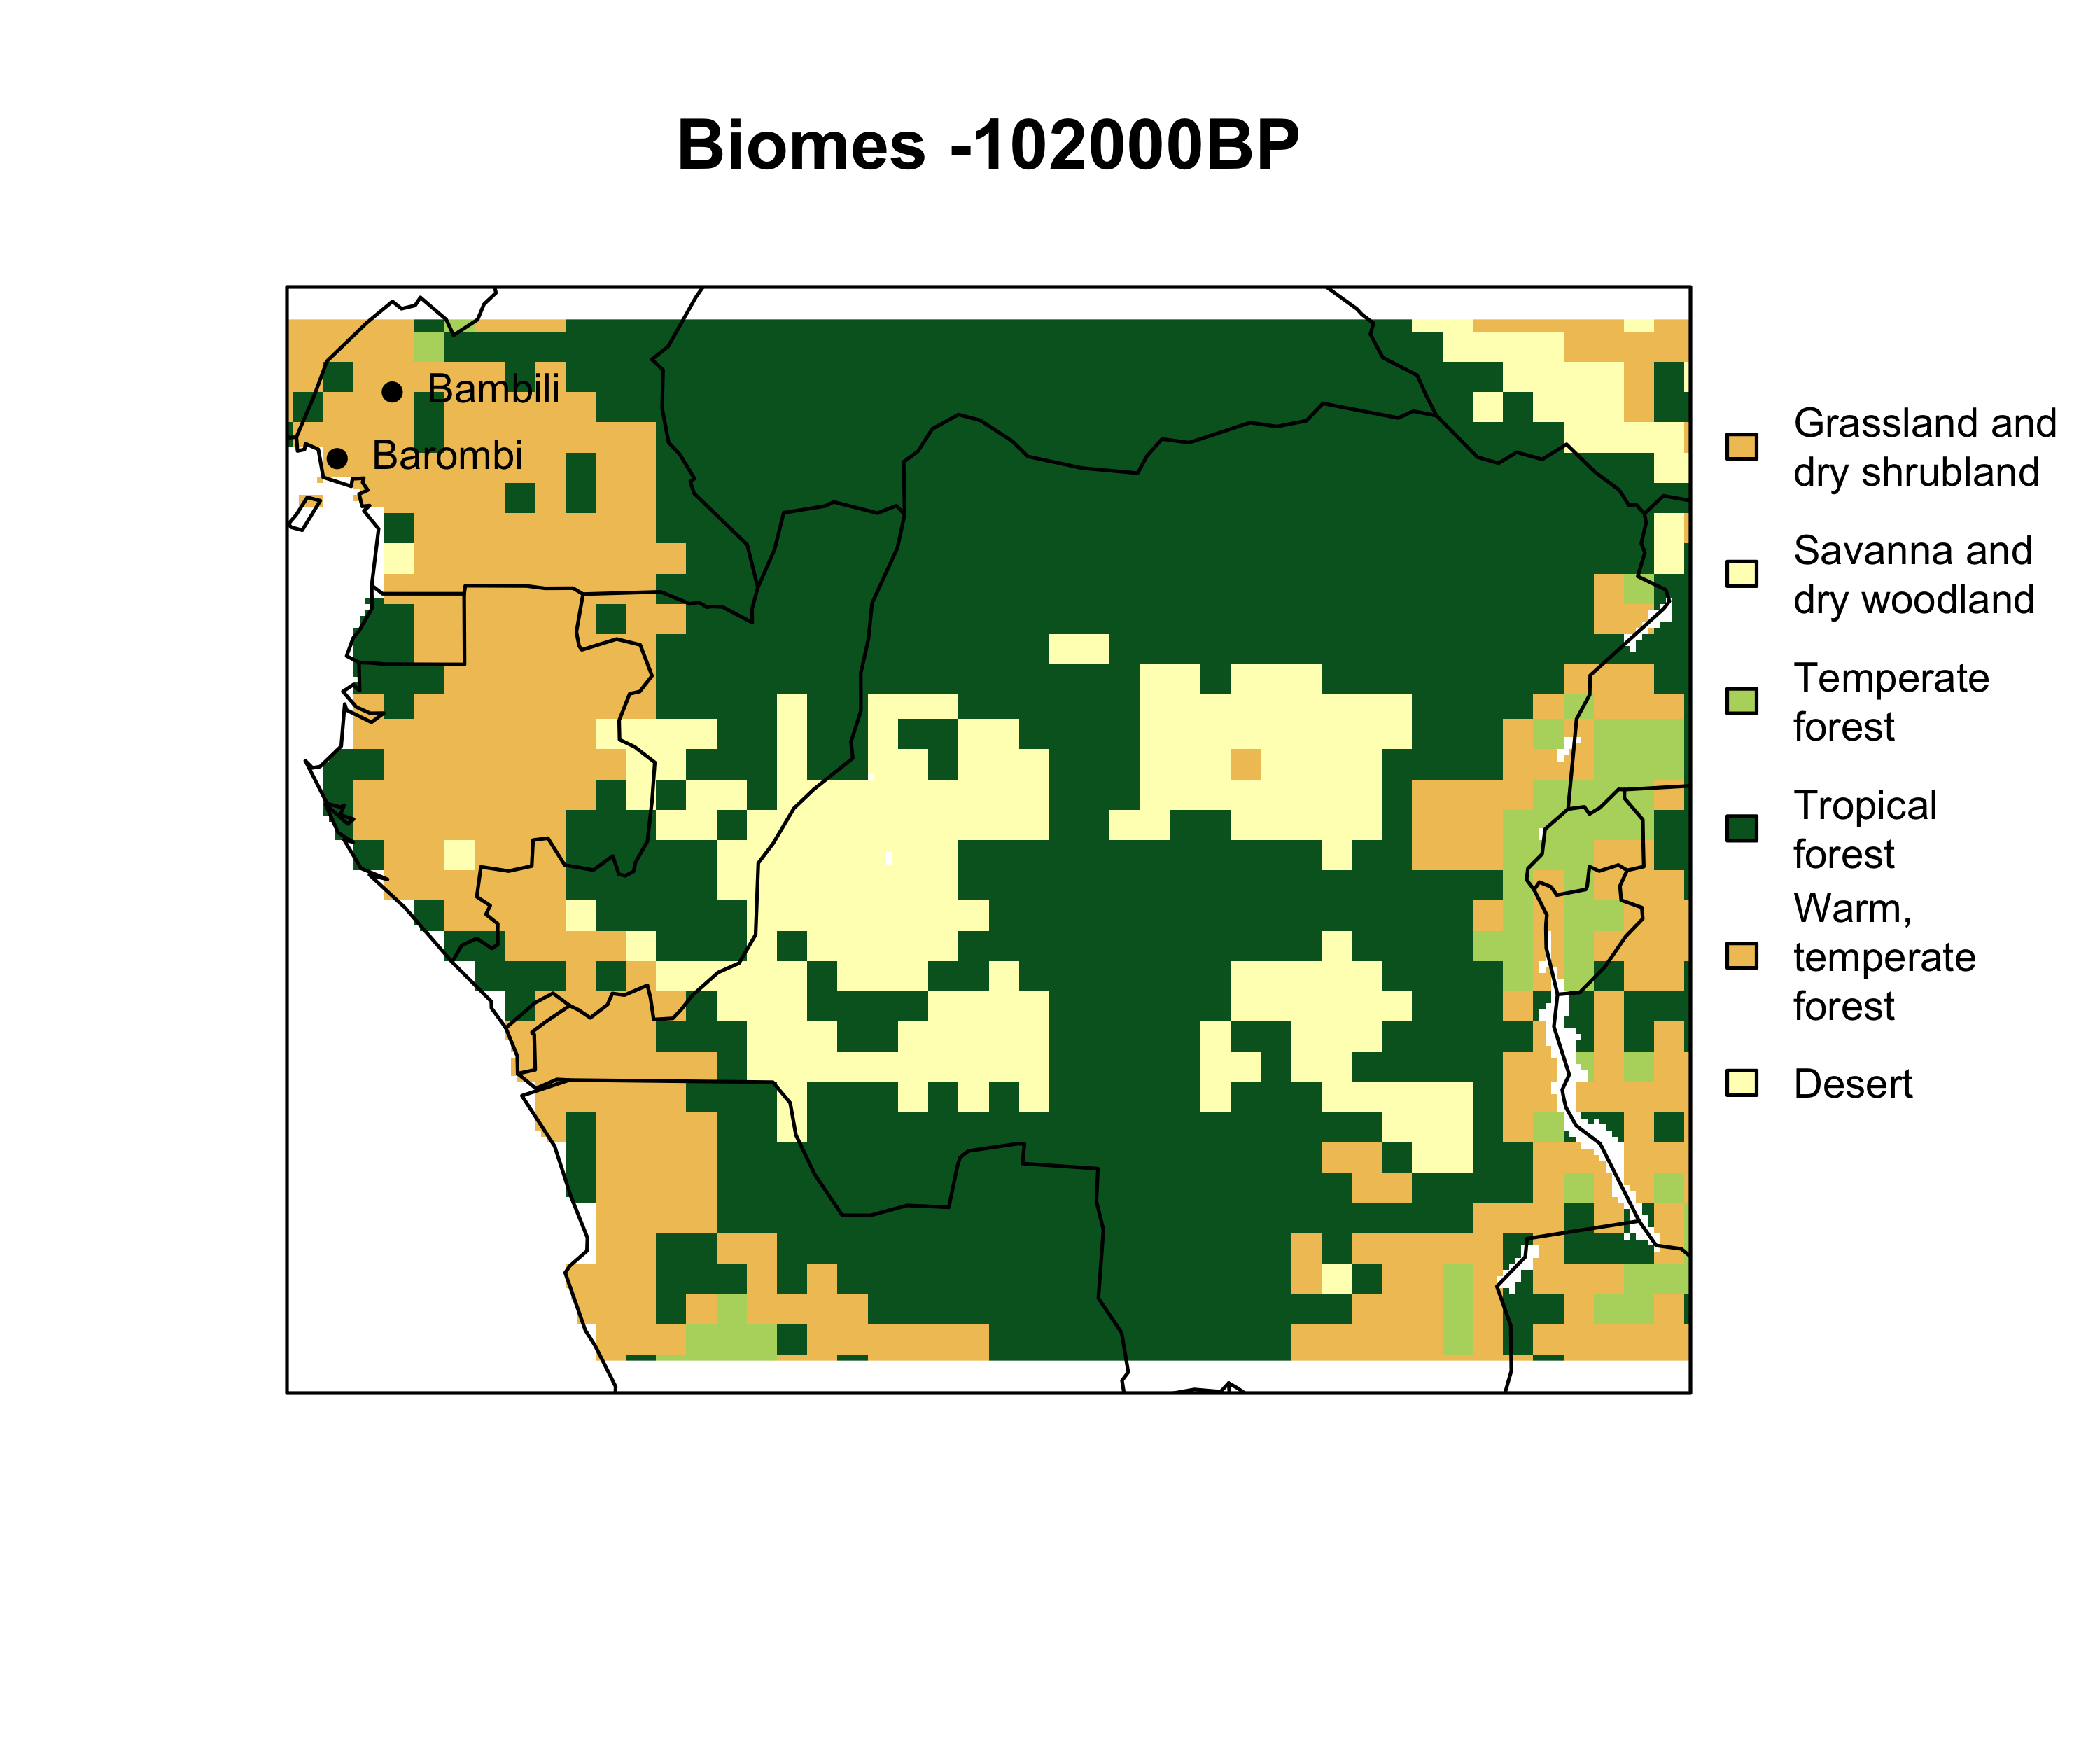 Biomes -102000BP
Bambili
Barombi
Grassland and
dry shrubland
Savanna and
dry woodland
Temperate
forest
Tropical
forest
Warm,
temperate
forest
Desert